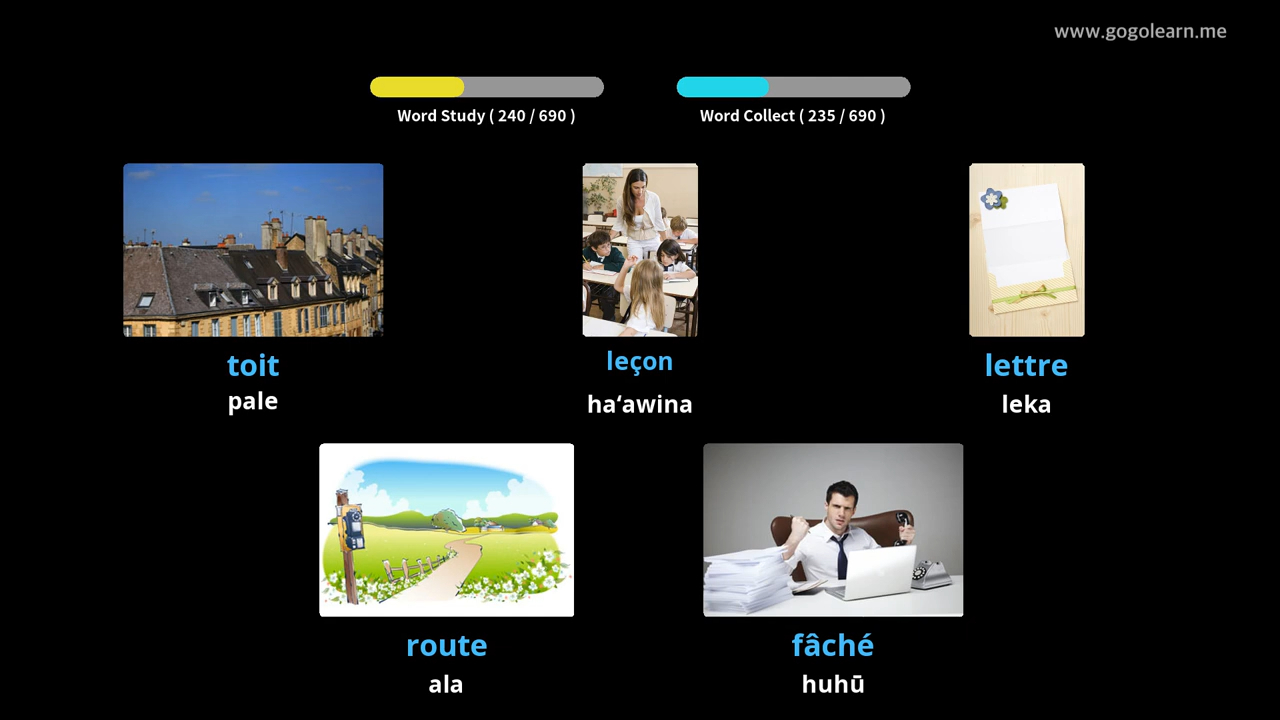 www.gogolearn.me
Word Study ( 240 / 690 )
Word Collect ( 235 / 690 )
toit
leçon
lettre
pale
haʻawina
leka
route
fâché
ala
huhū